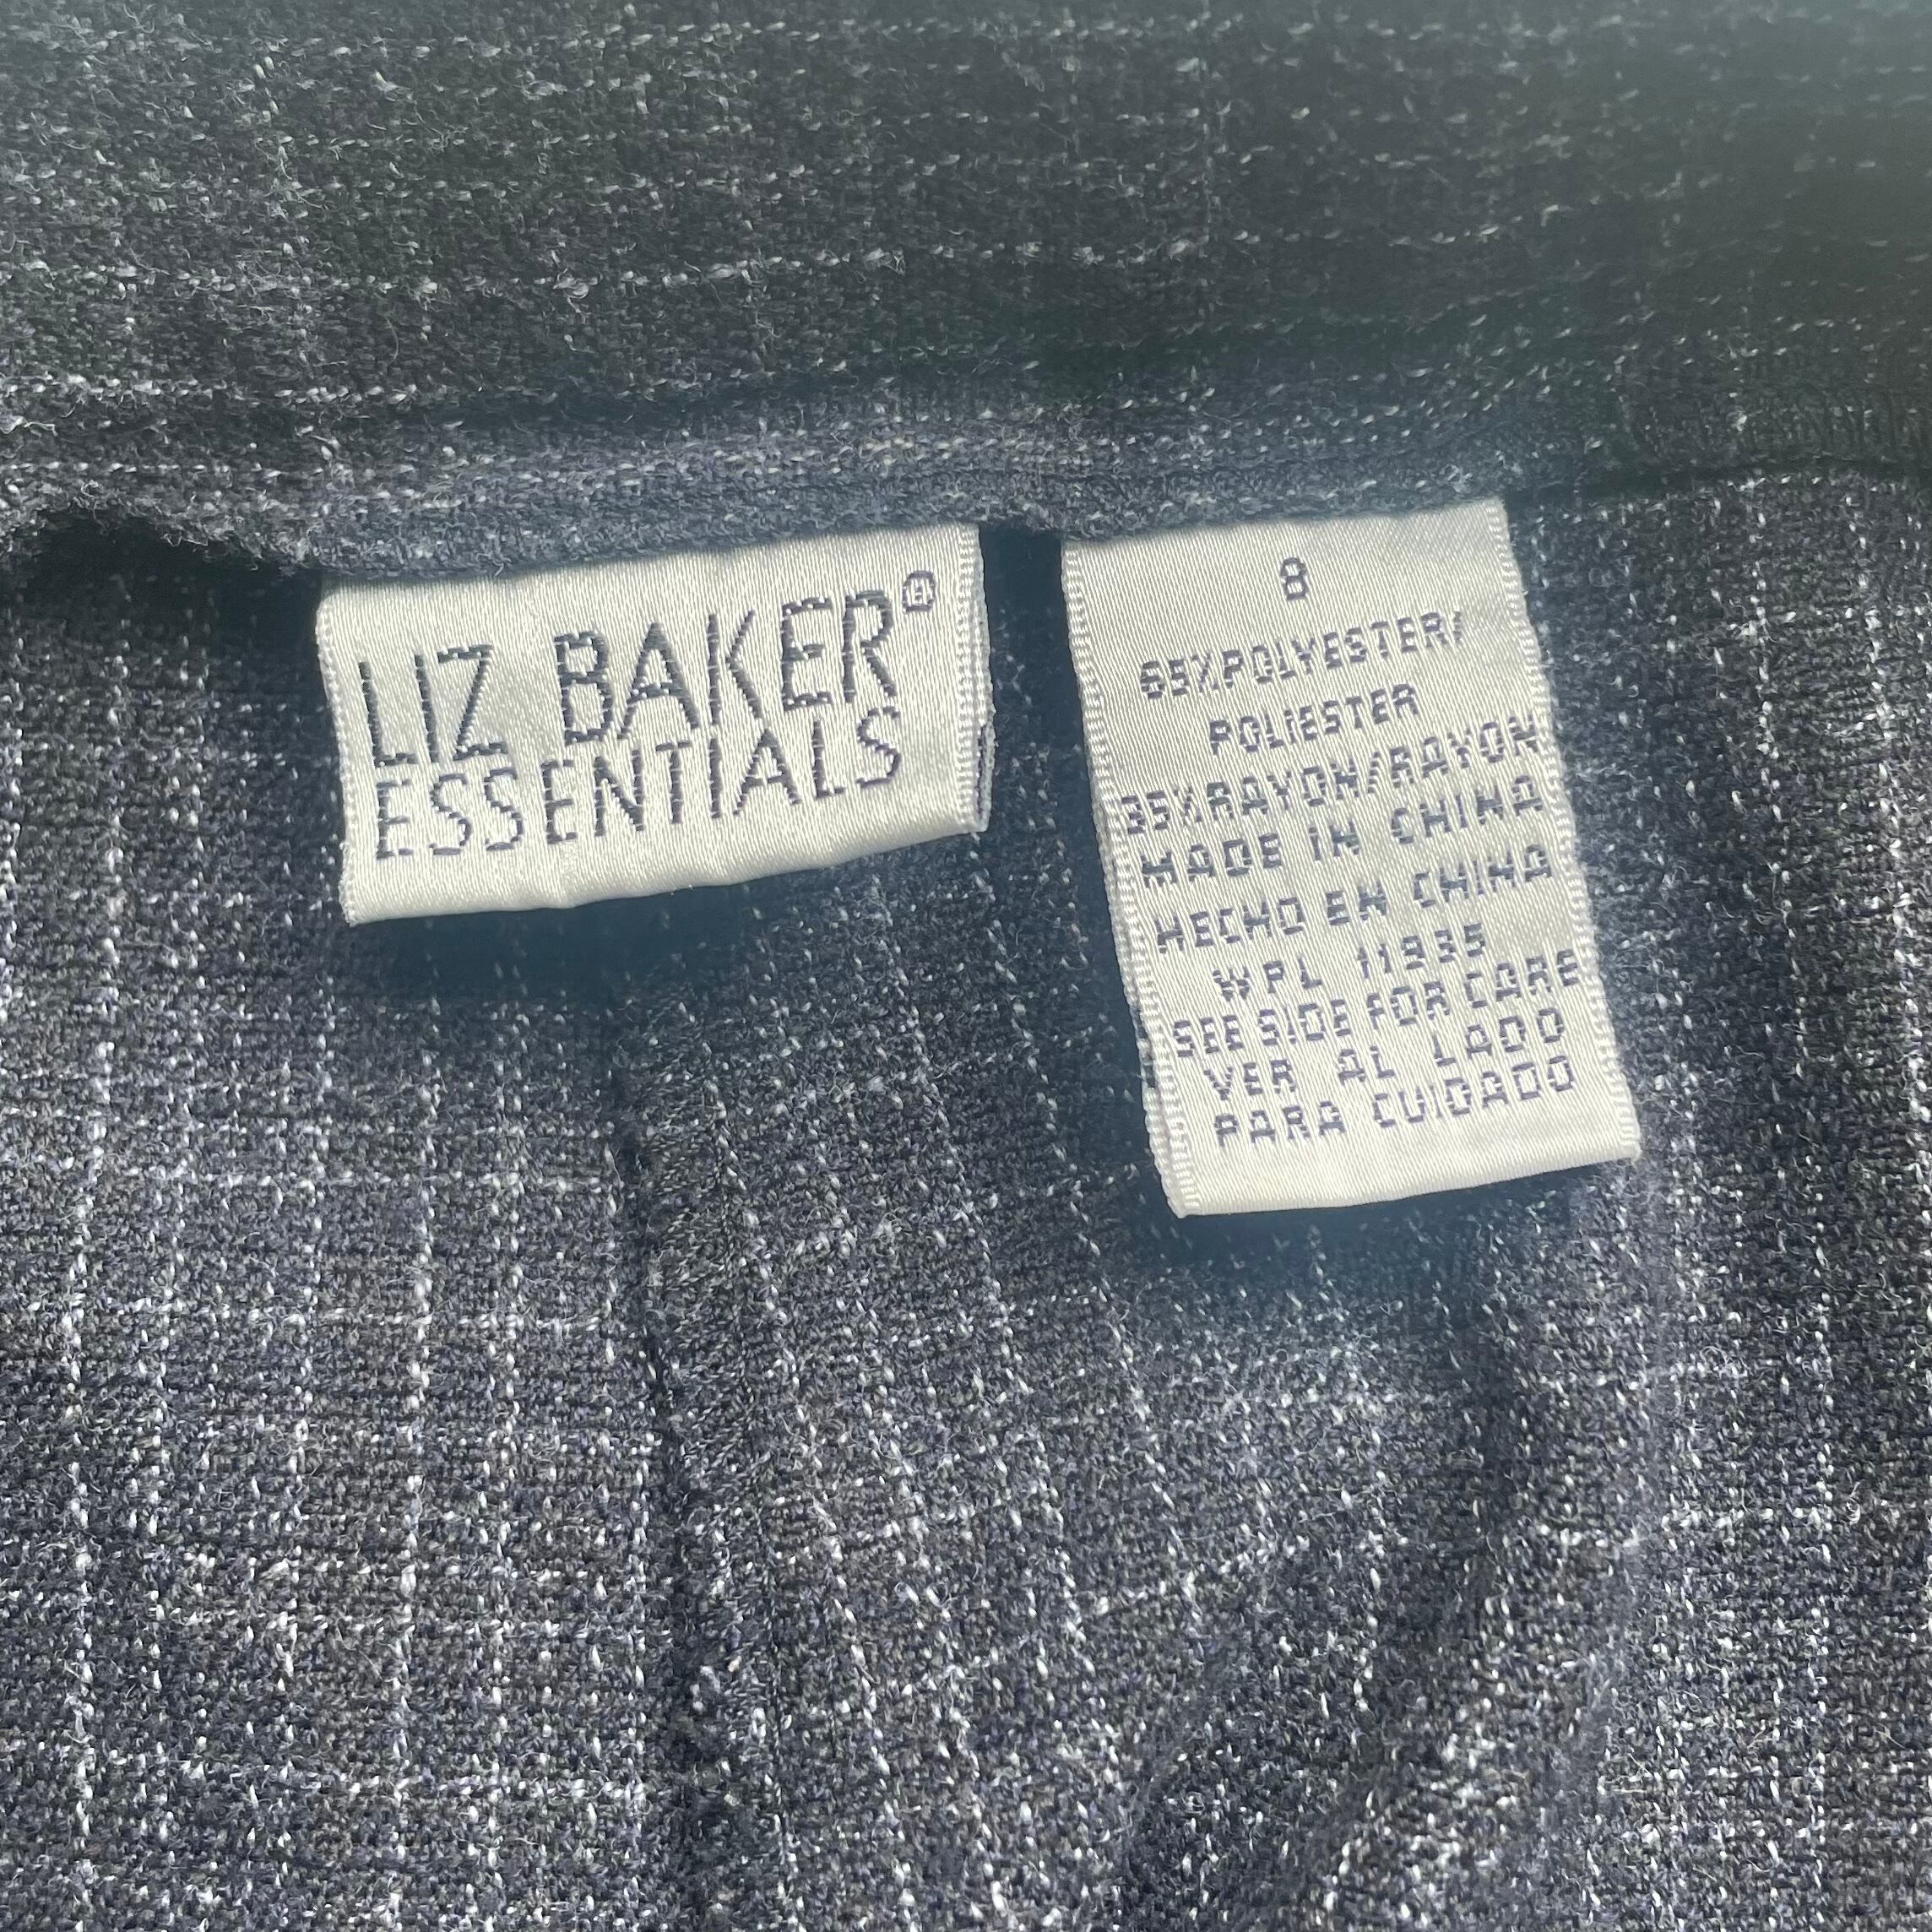 LIZ BAKER®
ESSENTIALS
8
65%POLYESTER/
POLIESTER
35%RAYON/RAYON
MADE IN CHINA
HECHO EN CHINA
WPL 11935
SEE SIDE FOR CARE
VER AL LADO
PARA CUIDADO